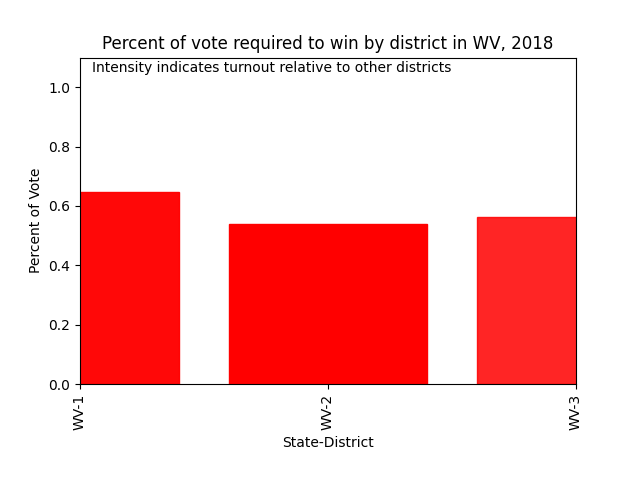 Percent of vote required to win by district in WV, 2018
Intensity indicates turnout relative to other districts
1.0
0.8
0.6
0.4
0.2
0.0
Percent of Vote
WV-1
WV-2
WV-3
State-District